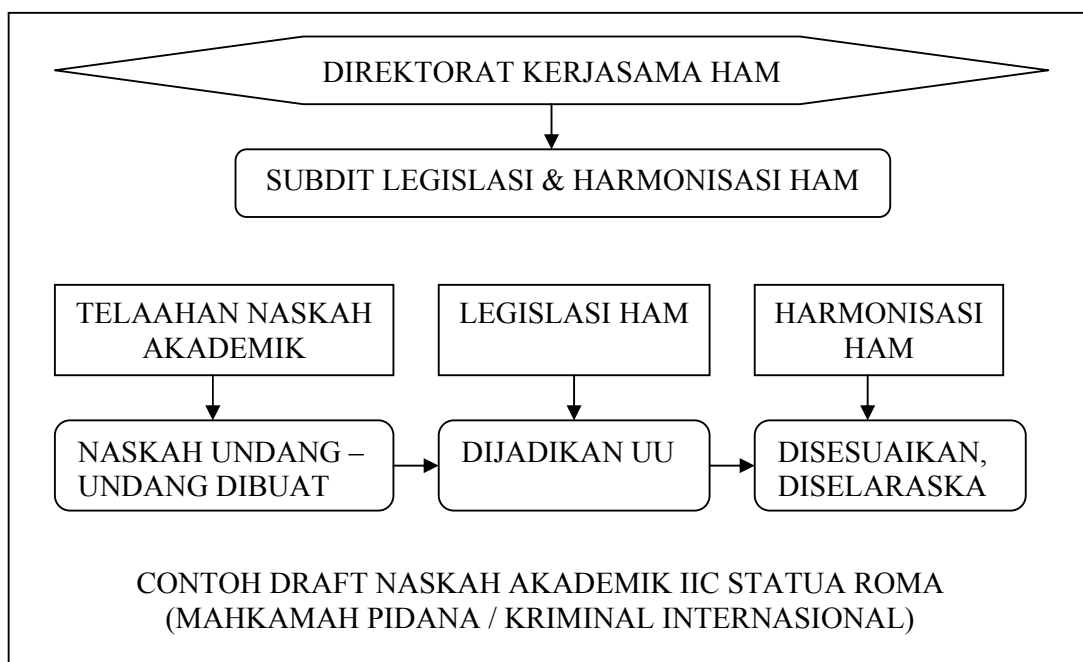 DIREKTORAT KERJASAMA HAM
SUBDIT LEGISLASI & HARMONISASI HAM
TELAAHAN NASKAH
AKADEMIK
LEGISLASI HAM
HARMONISASI
HAM
NASKAH UNDANG –
UNDANG DIBUAT
DIJADIKAN UU
DISESUAIKAN,
DISELARASKA
CONTOH DRAFT NASKAH AKADEMIK IIC STATUA ROMA
(MAHKAMAH PIDANA / KRIMINAL INTERNASIONAL)